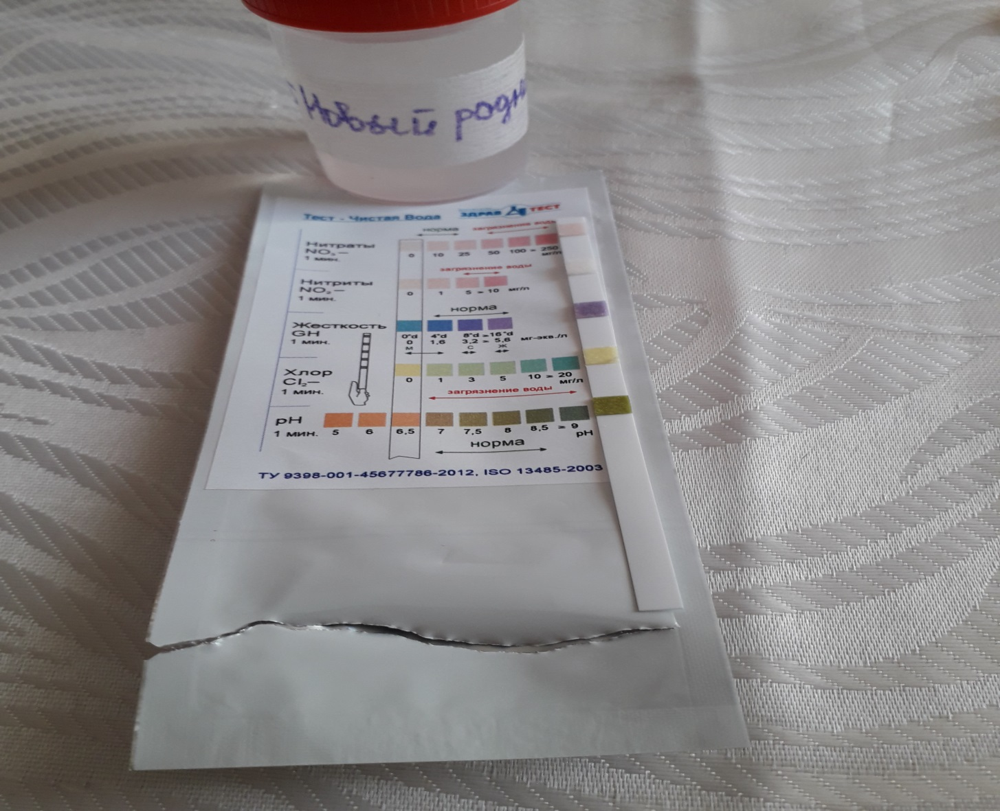 Новый родн
Тест - Чистая Вода ЗДРАВ ТЕСТ
норма загрязнение воды
Нитраты
NO₃—
1 мин.
0 10 25 50 100 ≥ 250
мг/л
загрязнение воды
Нитриты
NO₂—
1 мин.
0 1 5 ≥ 10 мг/л
норма
Жесткость
GH
1 мин.
0°d 4°d 8°d ≥16°d
0 1,6 3,2 ≥ 5,6 мг-экв./л
М С Ж
Хлор
Cl₂—
1 мин.
0 1 3 5 10 ≥ 20
мг/л
загрязнение воды
pH
1 мин. 5 6 6,5 7 7,5 8 8,5 ≥ 9
pH
норма
ТУ 9398-001-45677786-2012, ISO 13485-2003